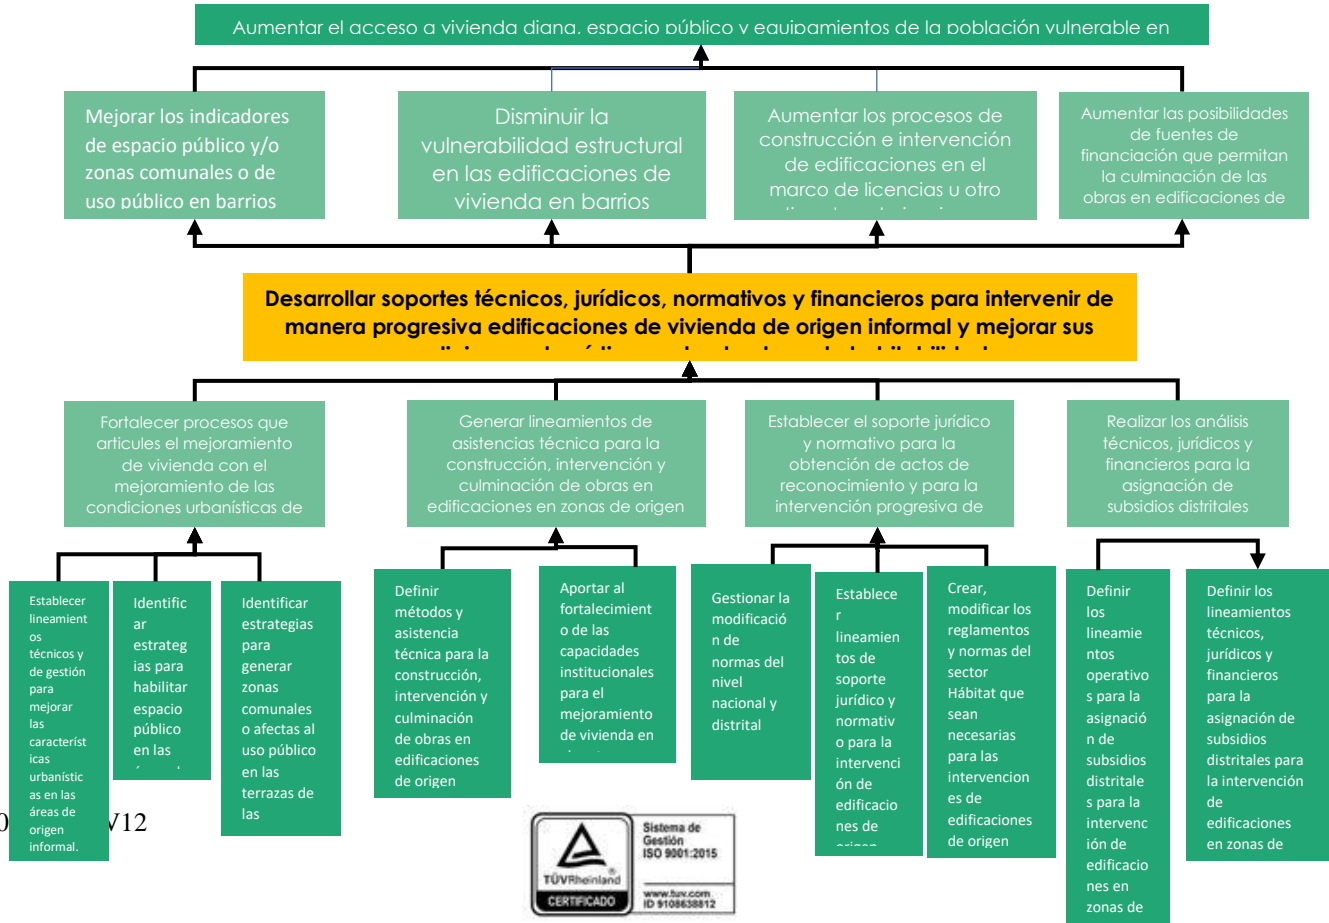 Aumentar el acceso a vivienda digna, espacio público y equipamientos de la población vulnerable en
Mejorar los indicadores
de espacio público y/o
zonas comunales o de
uso público en barrios
Disminuir la
vulnerabilidad estructural
en las edificaciones de
vivienda en barrios
Aumentar los procesos de
construcción e intervención
de edificaciones en el
marco de licencias u otro
Aumentar las posibilidades
de fuentes de
financiación que permitan
la culminación de las
obras en edificaciones de
Desarrollar soportes técnicos, jurídicos, normativos y financieros para intervenir de
manera progresiva edificaciones de vivienda de origen informal y mejorar sus
Fortalecer procesos que
articules el mejoramiento
de vivienda con el
mejoramiento de las
condiciones urbanísticas de
Generar lineamientos de
asistencias técnica para la
construcción, intervención y
culminación de obras en
edificaciones en zonas de origen
Establecer el soporte jurídico
y normativo para la
obtención de actos de
reconocimiento y para la
intervención progresiva de
Realizar los análisis
técnicos, jurídicos y
financieros para la
asignación de
subsidios distritales
Establecer
lineamient
os
técnicos y
de gestión
para
mejorar
las
característ
icas
urbanístic
as en las
áreas de
origen
informal.
Identific
ar
estrateg
ias para
habilitar
espacio
público
en las
Identificar
estrategias
para
generar
zonas
comunales
o afectas al
uso público
en las
terrazas de
las
Definir
métodos y
asistencia
técnica para la
construcción,
intervención y
culminación
de obras en
edificaciones
de origen
Aportar al
fortalecimient
o de las
capacidades
institucionales
para el
mejoramiento
de vivienda en
Gestionar la
modificació
n de
normas del
nivel
nacional y
distrital
Establece
r
lineamien
tos de
soporte
jurídico y
normativ
o para la
intervenci
ón de
edificacio
nes de
origen
Crear,
modificar los
reglamentos
y normas del
sector
Hábitat que
sean
necesarias
para las
intervencion
es de
edificaciones
de origen
Definir
los
lineamie
ntos
operativo
s para la
asignació
n de
subsidios
distritale
s para la
intervenc
ión de
edificacio
nes en
zonas de
Definir los
lineamientos
técnicos,
jurídicos y
financieros
para la
asignación de
subsidios
distritales para
la intervención
de
edificaciones
en zonas de
V12
TÜVRheinland
®
CERTIFICADO
Sistema de
Gestión
ISO 9001:2015
www.tuv.com
ID 9108638812